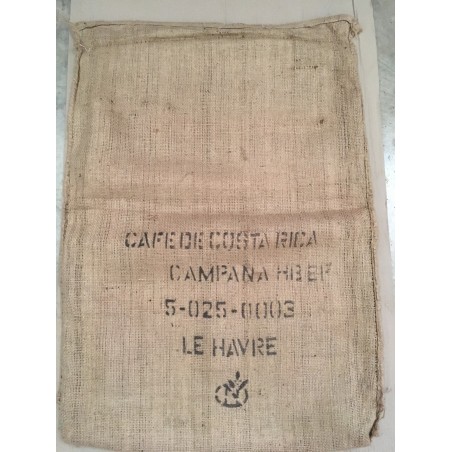 CAFE DE COSTA RICA
CAMPANA HB EP
5-025-0003
LE HAVRE